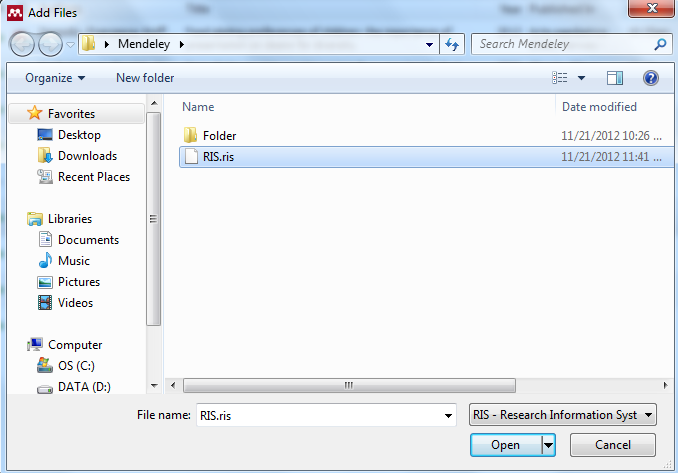 Add Files
Mendeley
Search Mendeley
Organize
New folder
Name
Date modified
Favorites
Desktop
Downloads
Recent Places
Libraries
Documents
Music
Pictures
Videos
Computer
OS (C:)
DATA (D:)
Folder
11/21/2012 10:26 ...
RIS.ris
11/21/2012 11:41 ...
File name:
RIS.ris
RIS - Research Information Syst
Open
Cancel